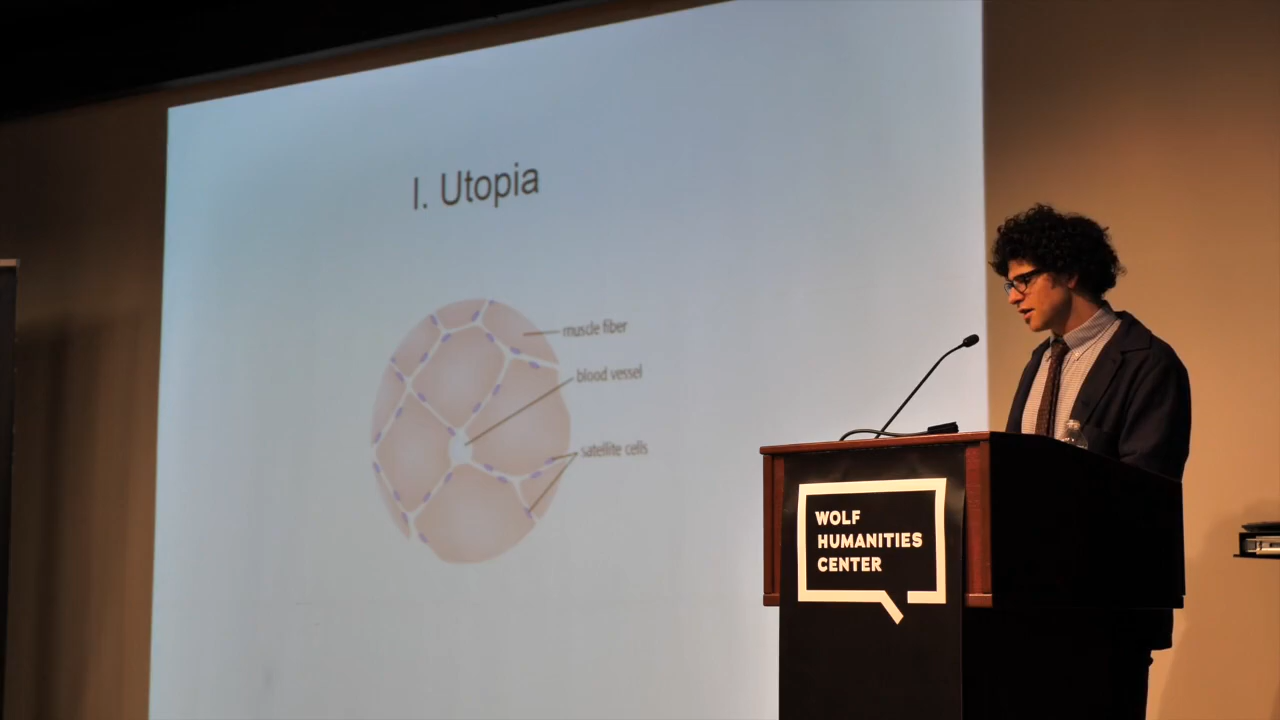 I. Utopia
muscle fiber
blood vessel
satellite cells
WOLF
HUMANITIES
CENTER